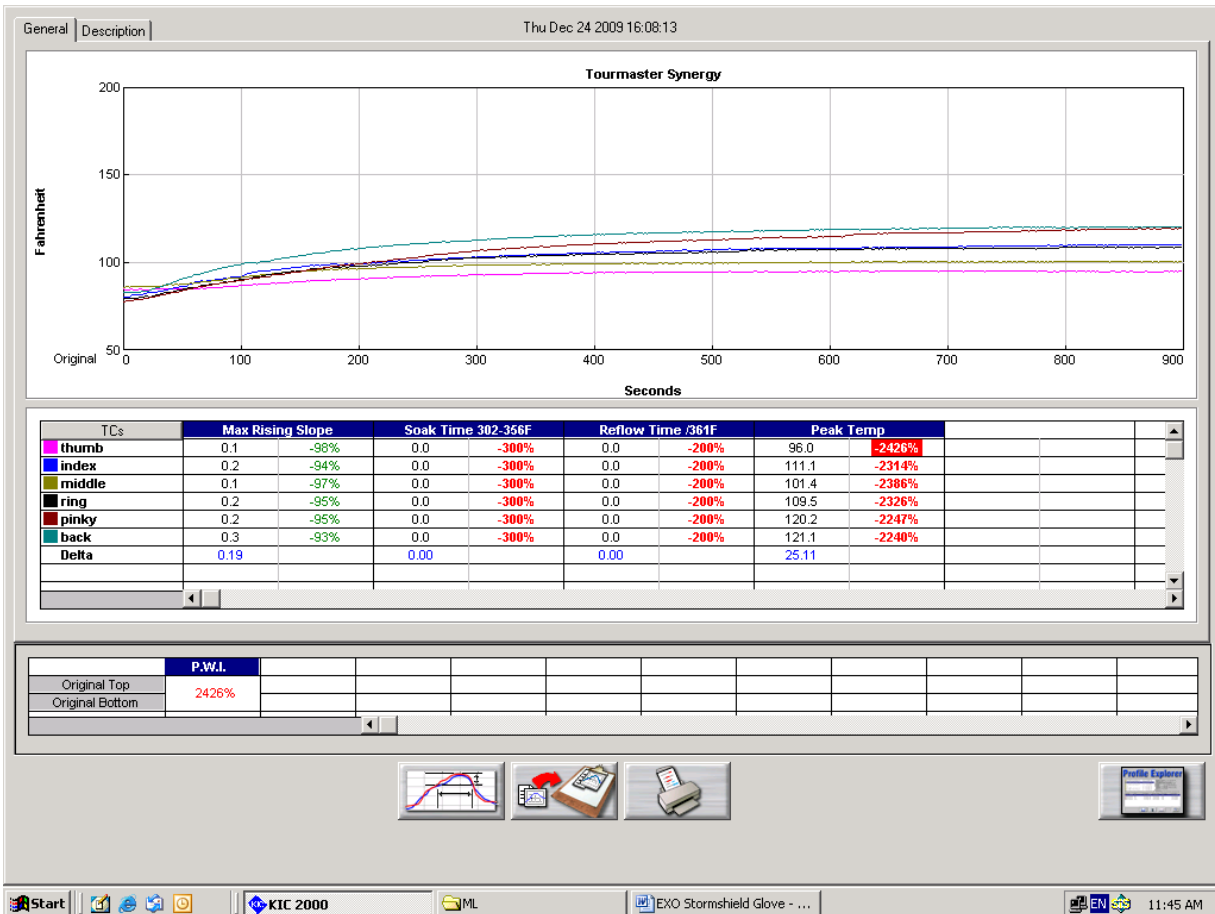 General Description Thu Dec 24 2009 16:08:13
Tourmaster Synergy
200
150
100
50
Fahrenheit
Original 0 100 200 300 400 500 600 700 800 900
Seconds
TCs Max Rising Slope Soak Time 302-356F Reflow Time /361F Peak Temp
thumb 0.1 -98% 0.0 -300% 0.0 -200% 96.0 -2426%
index 0.2 -94% 0.0 -300% 0.0 -200% 111.1 -2314%
middle 0.1 -97% 0.0 -300% 0.0 -200% 101.4 -2386%
ring 0.2 -95% 0.0 -300% 0.0 -200% 109.5 -2326%
pinky 0.2 -95% 0.0 -300% 0.0 -200% 120.2 -2247%
back 0.3 -93% 0.0 -300% 0.0 -200% 121.1 -2240%
Delta 0.19 0.00 0.00 25.11
P.W.I.
Original Top
2426%
Original Bottom
Profile Explorer
Start KIC 2000 ML EXO Stormshield Glove - ... EN 11:45 AM